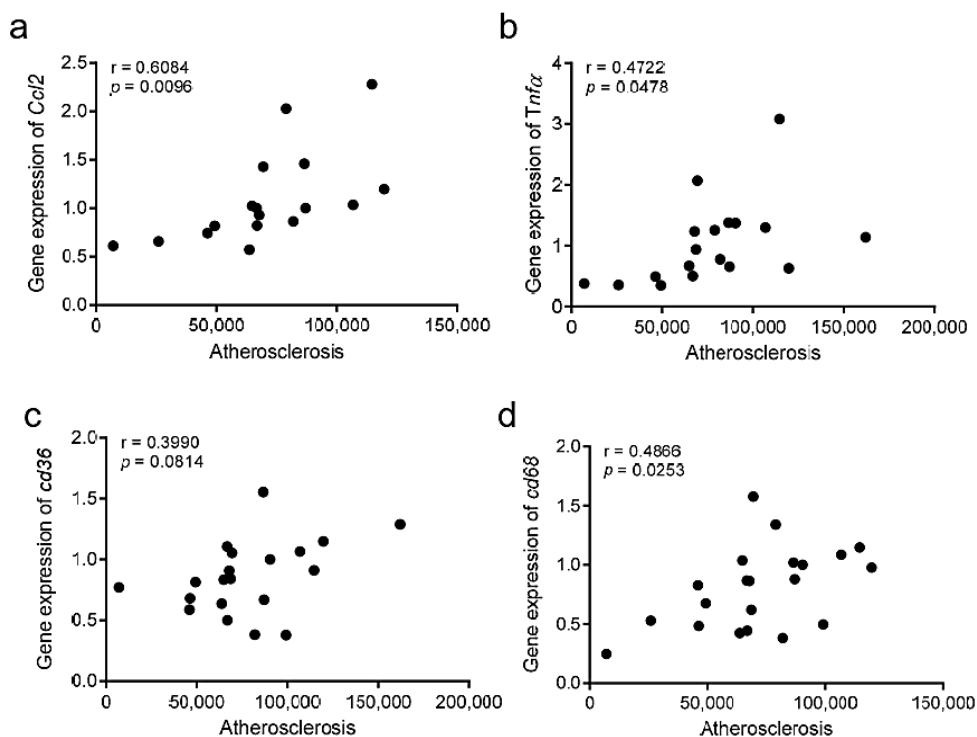 a
r = 0.6084
p = 0.0096
Gene expression of Ccl2
2.5
2.0
1.5
1.0
0.5
0.0
0 50,000 100,000 150,000
Atherosclerosis
b
r = 0.4722
p = 0.0478
Gene expression of Tnfα
4
3
2
1
0
0 50,000 100,000 150,000 200,000
Atherosclerosis
c
r = 0.3990
p = 0.0814
Gene expression of cd36
2.0
1.5
1.0
0.5
0.0
0 50,000 100,000 150,000 200,000
Atherosclerosis
d
r = 0.4866
p = 0.0253
Gene expression of cd68
2.0
1.5
1.0
0.5
0.0
0 50,000 100,000 150,000
Atherosclerosis